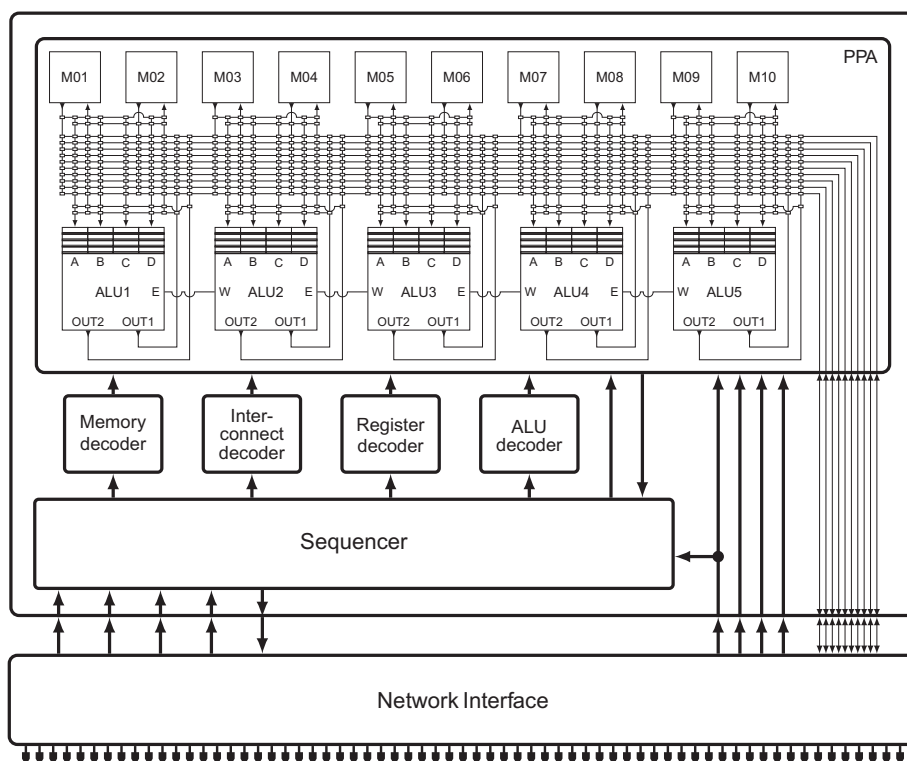 PPA
M01 M02 M03 M04 M05 M06 M07 M08 M09 M10
A B C D A B C D A B C D A B C D A B C D
ALU1 E W ALU2 E W ALU3 E W ALU4 E W ALU5
OUT2 OUT1 OUT2 OUT1 OUT2 OUT1 OUT2 OUT1 OUT2 OUT1
Memory
decoder
Inter-
connect
decoder
Register
decoder
ALU
decoder
Sequencer
Network Interface